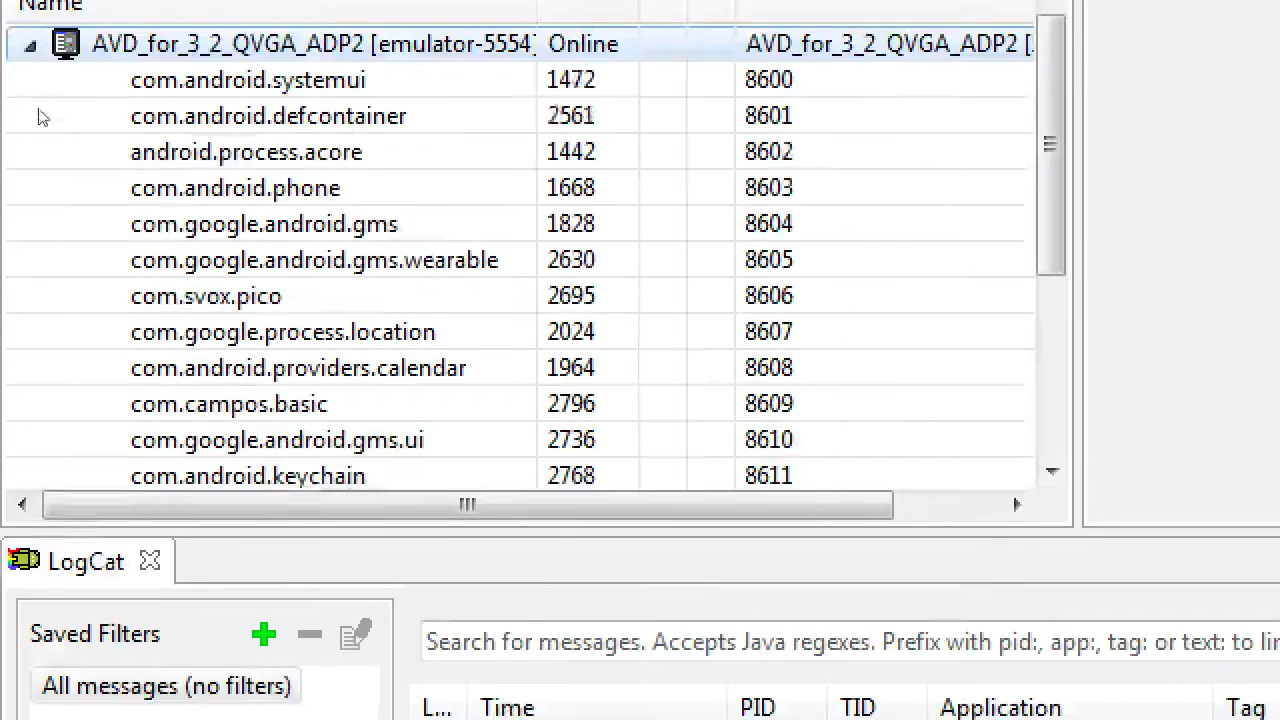 Name
AVD_for_3_2_QVGA_ADP2 [emulator-5554] Online AVD_for_3_2_QVGA_ADP2 [
com.android.systemui 1472 8600
com.android.defcontainer 2561 8601
android.process.acore 1442 8602
com.android.phone 1668 8603
com.google.android.gms 1828 8604
com.google.android.gms.wearable 2630 8605
com.svox.pico 2695 8606
com.google.process.location 2024 8607
com.android.providers.calendar 1964 8608
com.campos.basic 2796 8609
com.google.android.gms.ui 2736 8610
com.android.keychain 2768 8611
LogCat
Saved Filters
Search for messages. Accepts Java regexes. Prefix with pid:, app:, tag: or text: to lin
All messages (no filters)
L... Time PID TID Application Tag